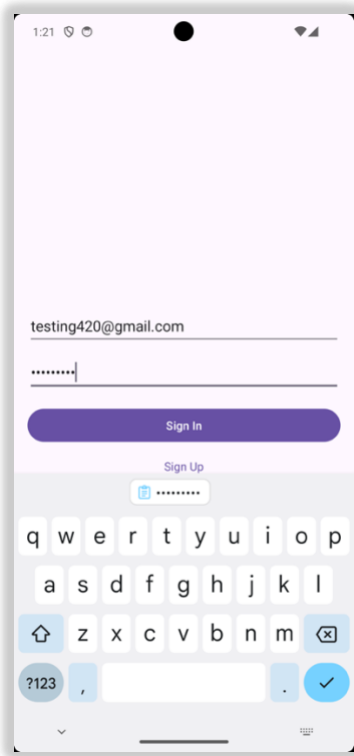 1:21
testing420@gmail.com
•••••••••
Sign In
Sign Up
•••••••••
q w e r t y u i o p
a s d f g h j k l
z x c v b n m
?123 , .